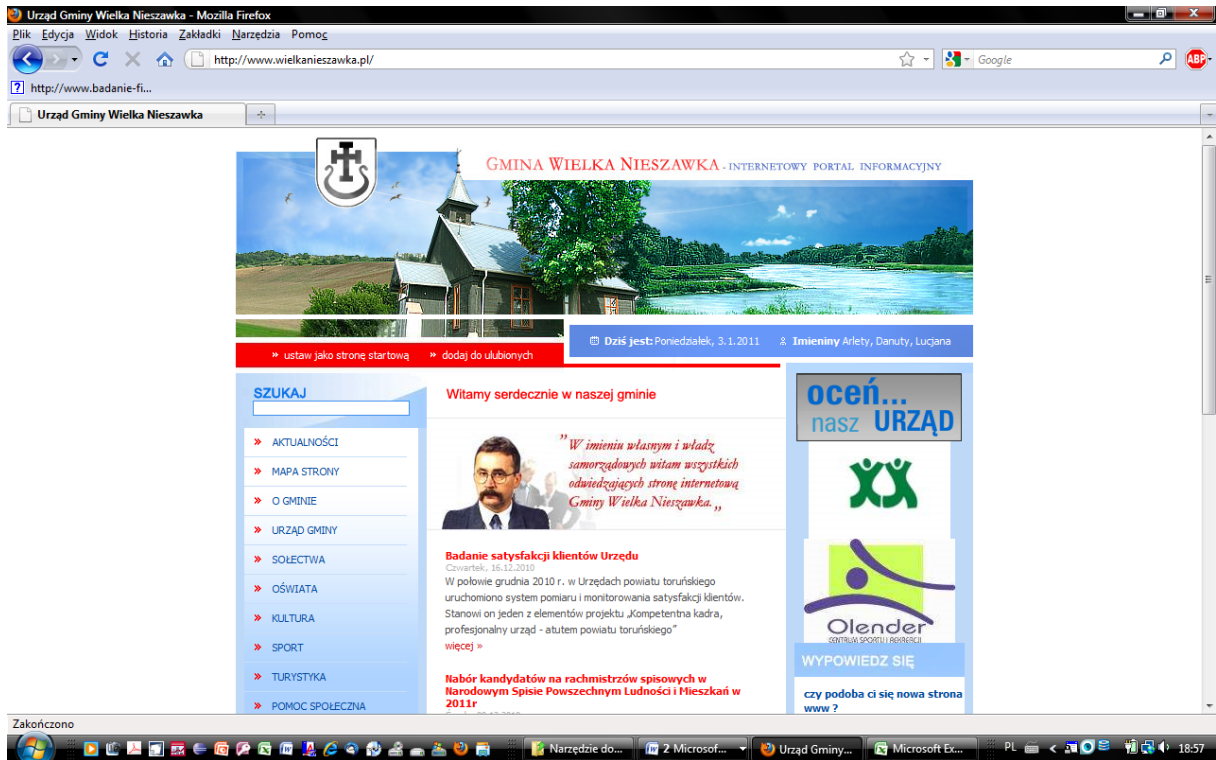 Urząd Gminy Wielka Nieszawka - Mozilla Firefox
Plik Edycja Widok Historia Zakładki Narzędzia Pomoc
http://www.wielkanieszawka.pl/
Google
ABP
http://www.badanie-fi...
Urząd Gminy Wielka Nieszawka
GMINA WIELKA NIESZAWKA - INTERNETOWY PORTAL INFORMACYJNY
Dziś jest: Poniedziałek, 3.1.2011 Imieniny Arlety, Danuty, Lucjana
» ustaw jako stronę startową » dodaj do ulubionych
SZUKAJ
» AKTUALNOŚCI
» MAPA STRONY
» O GMINIE
» URZĄD GMINY
» SOŁECTWA
» OŚWIATA
» KULTURA
» SPORT
» TURYSTYKA
» POMOC SPOŁECZNA
Witamy serdecznie w naszej gminie
” W imieniu własnym i władz
samorządowych witam wszystkich
odwiedzających stronę internetową
Gminy Wielka Nieszawka. „
Badanie satysfakcji klientów Urzędu
Czwartek, 16.12.2010
W połowie grudnia 2010 r. w Urzędach powiatu toruńskiego
uruchomiono system pomiaru i monitorowania satysfakcji klientów.
Stanowi on jeden z elementów projektu „Kompetentna kadra,
profesjonalny urząd - atutem powiatu toruńskiego”
więcej »
Nabór kandydatów na rachmistrzów spisowych w
Narodowym Spisie Powszechnym Ludności i Mieszkań w
2011r
oceń...
nasz URZĄD
Olender
CENTRUM SPORTU I REKREACJI
WYPOWIEDZ SIĘ
czy podoba ci się nowa strona
www ?
Zakończono
Narzędzie do... 2 Microsof... Urząd Gminy... Microsoft Ex... PL 18:57